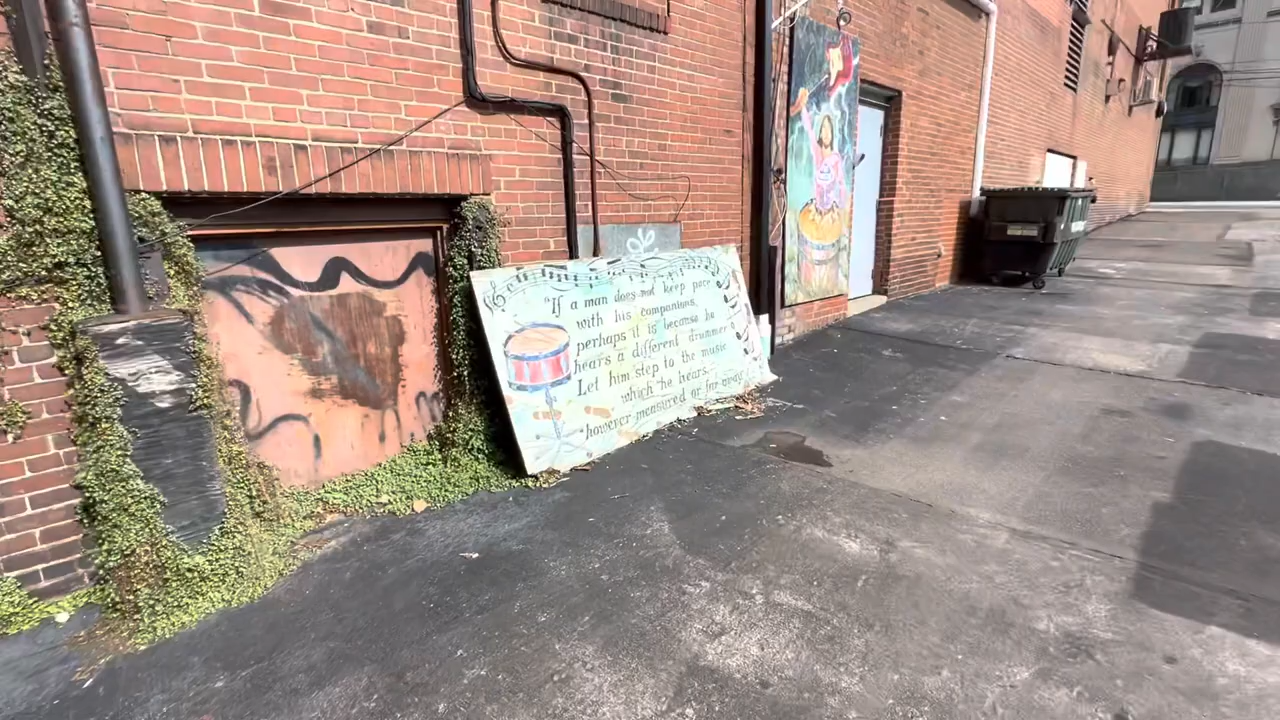 "If a man does not keep pace
with his companions,
perhaps it is because he
hears a different drummer
Let him step to the music
which he hears,
however measured or far away."